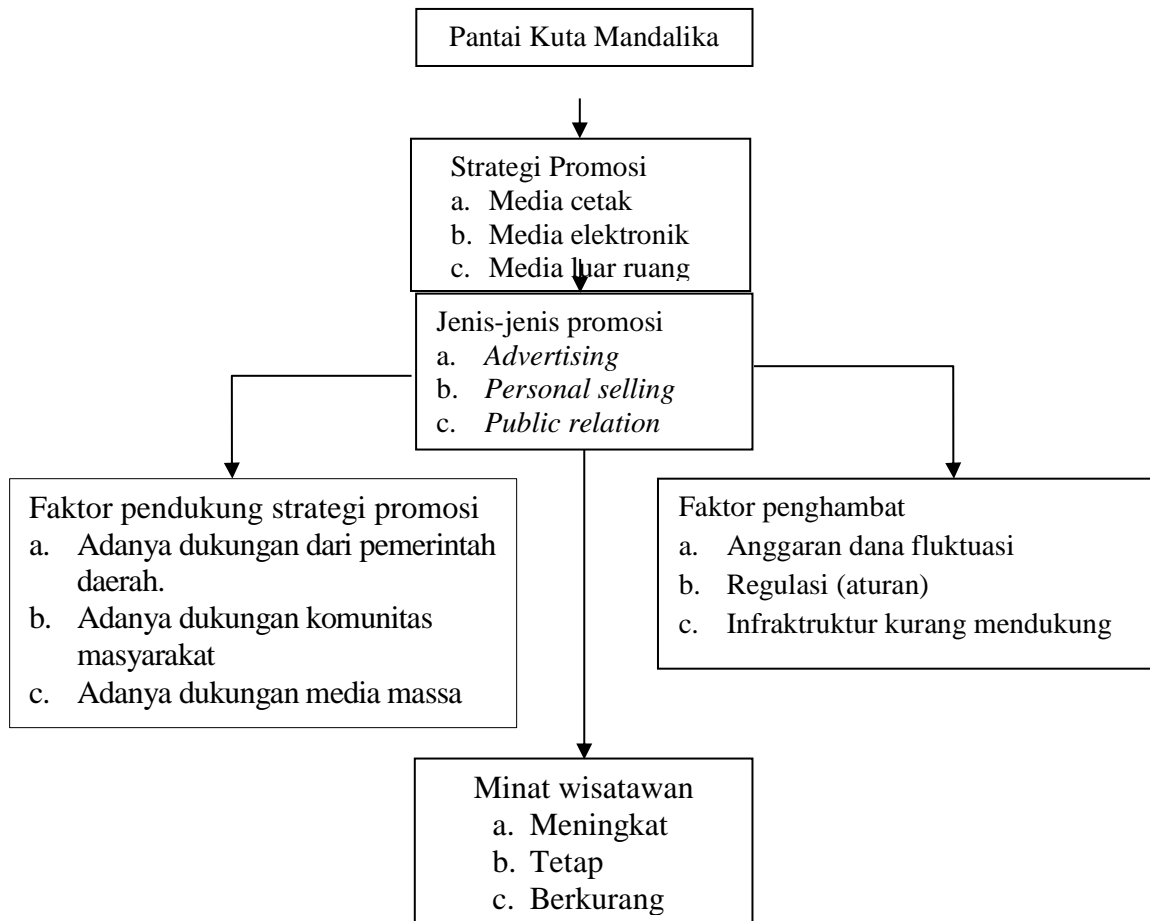 Pantai Kuta Mandalika
Strategi Promosi
a. Media cetak
b. Media elektronik
c. Media luar ruang
Jenis-jenis promosi
a. Advertising
b. Personal selling
c. Public relation
Faktor pendukung strategi promosi
a. Adanya dukungan dari pemerintah
daerah.
b. Adanya dukungan komunitas
masyarakat
c. Adanya dukungan media massa
Faktor penghambat
a. Anggaran dana fluktuasi
b. Regulasi (aturan)
c. Infraktruktur kurang mendukung
Minat wisatawan
a. Meningkat
b. Tetap
c. Berkurang